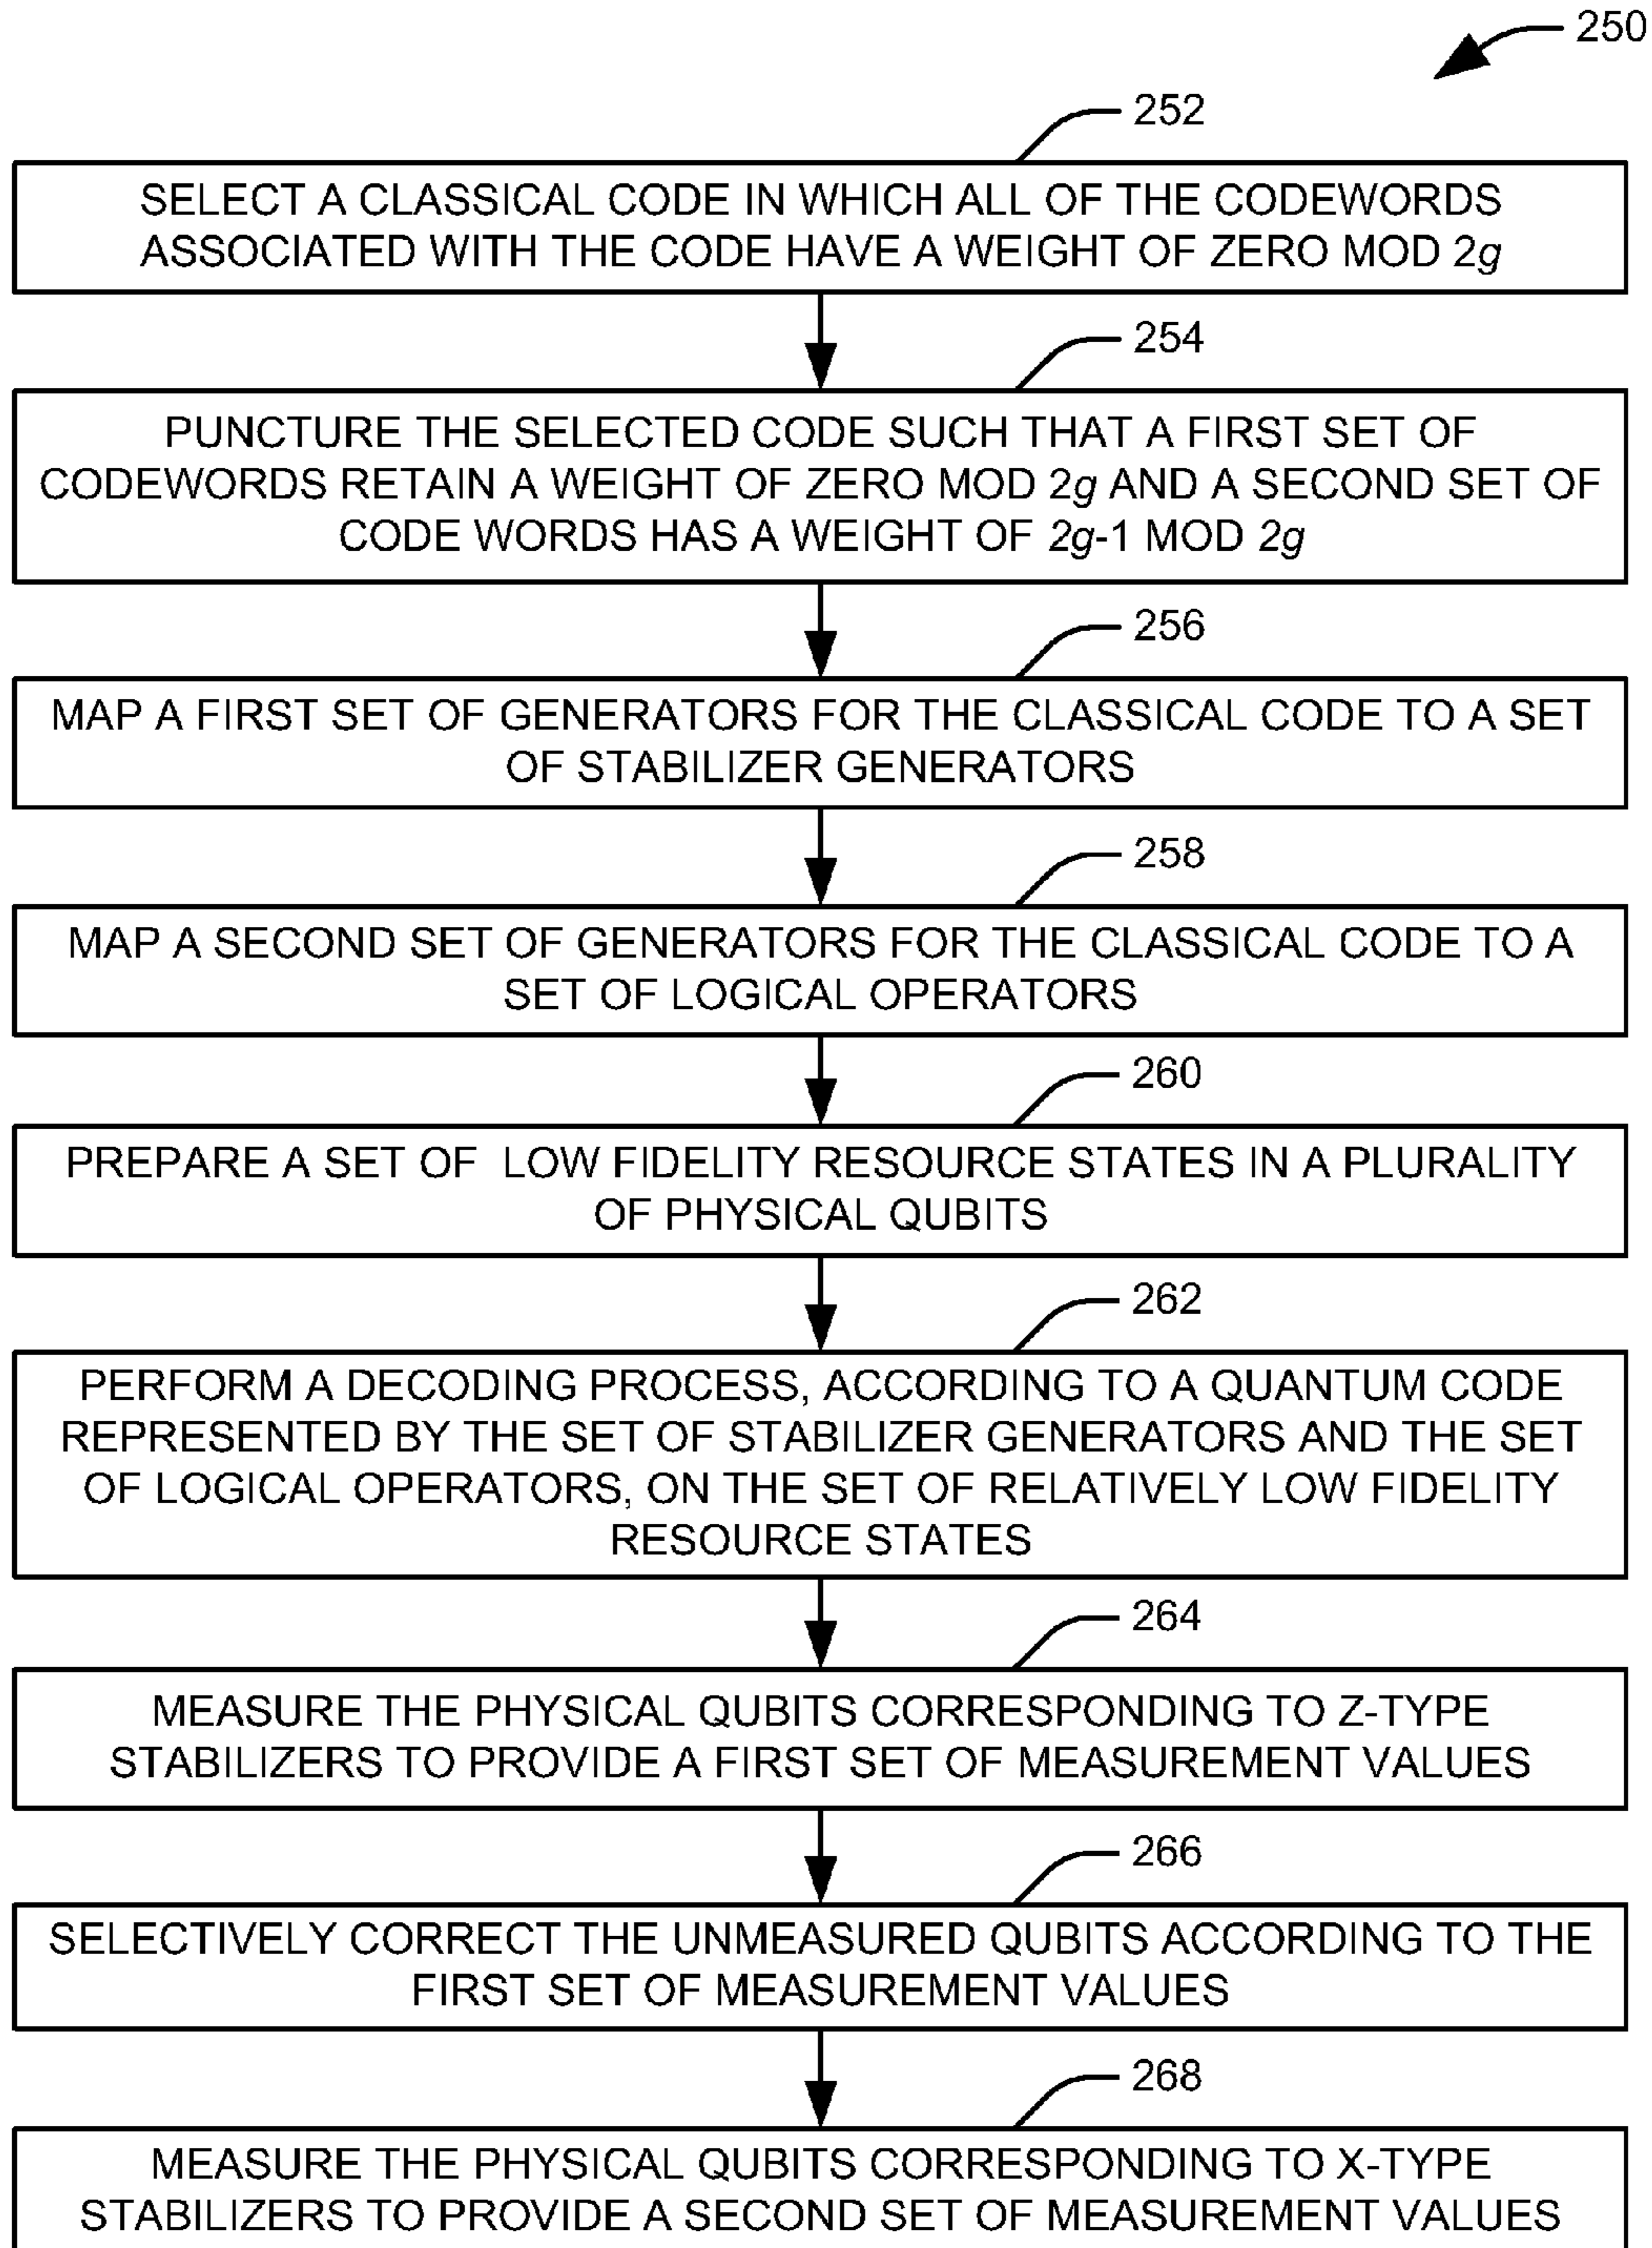 250
252
SELECT A CLASSICAL CODE IN WHICH ALL OF THE CODEWORDS
ASSOCIATED WITH THE CODE HAVE A WEIGHT OF ZERO MOD 2g
254
PUNCTURE THE SELECTED CODE SUCH THAT A FIRST SET OF
CODEWORDS RETAIN A WEIGHT OF ZERO MOD 2g AND A SECOND SET OF
CODE WORDS HAS A WEIGHT OF 2g-1 MOD 2g
256
MAP A FIRST SET OF GENERATORS FOR THE CLASSICAL CODE TO A SET
OF STABILIZER GENERATORS
258
MAP A SECOND SET OF GENERATORS FOR THE CLASSICAL CODE TO A
SET OF LOGICAL OPERATORS
260
PREPARE A SET OF LOW FIDELITY RESOURCE STATES IN A PLURALITY
OF PHYSICAL QUBITS
262
PERFORM A DECODING PROCESS, ACCORDING TO A QUANTUM CODE
REPRESENTED BY THE SET OF STABILIZER GENERATORS AND THE SET
OF LOGICAL OPERATORS, ON THE SET OF RELATIVELY LOW FIDELITY
RESOURCE STATES
264
MEASURE THE PHYSICAL QUBITS CORRESPONDING TO Z-TYPE
STABILIZERS TO PROVIDE A FIRST SET OF MEASUREMENT VALUES
266
SELECTIVELY CORRECT THE UNMEASURED QUBITS ACCORDING TO THE
FIRST SET OF MEASUREMENT VALUES
268
MEASURE THE PHYSICAL QUBITS CORRESPONDING TO X-TYPE
STABILIZERS TO PROVIDE A SECOND SET OF MEASUREMENT VALUES